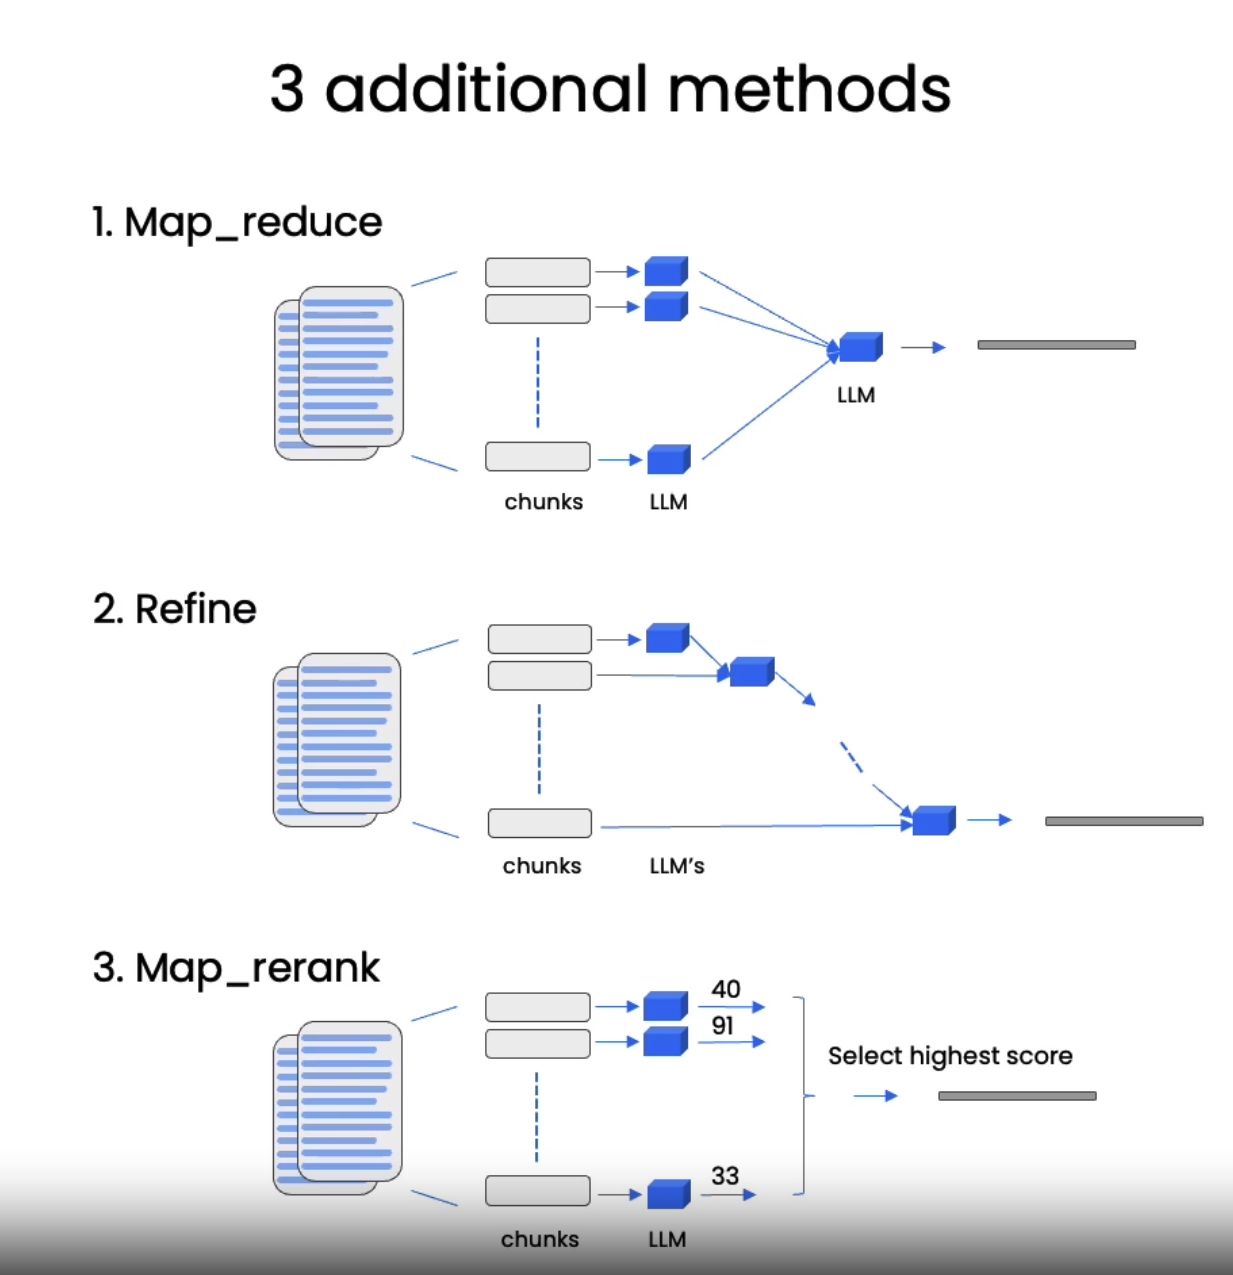 3 additional methods
1. Map_reduce
LLM
chunks
LLM
2. Refine
chunks
LLM's
3. Map_rerank
40
91
Select highest score
33
chunks
LLM